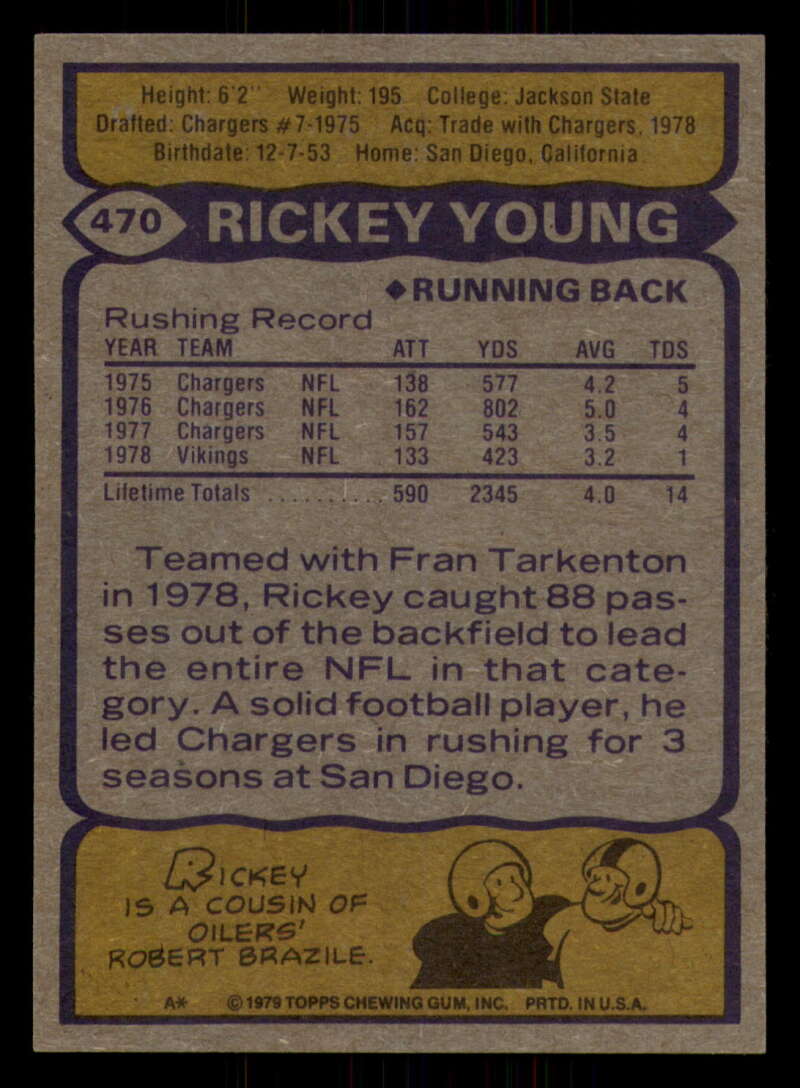 Height: 6'2" Weight: 195 College: Jackson State
Drafted: Chargers #7-1975 Acq: Trade with Chargers, 1978
Birthdate: 12-7-53 Home: San Diego, California
470 RICKEY YOUNG
◆RUNNING BACK
Rushing Record
YEAR TEAM ATT YDS AVG TDS
1975 Chargers NFL 138 577 4.2 5
1976 Chargers NFL 162 802 5.0 4
1977 Chargers NFL 157 543 3.5 4
1978 Vikings NFL 133 423 3.2 1
Lifetime Totals .......... 590 2345 4.0 14
Teamed with Fran Tarkenton
in 1978, Rickey caught 88 pas-
ses out of the backfield to lead
the entire NFL in that cate-
gory. A solid football player, he
led Chargers in rushing for 3
seasons at San Diego.
RICKEY
IS A COUSIN OF
OILERS'
ROBERT BRAZILE.
A* © 1979 TOPPS CHEWING GUM, INC. PRTD. IN U.S.A.